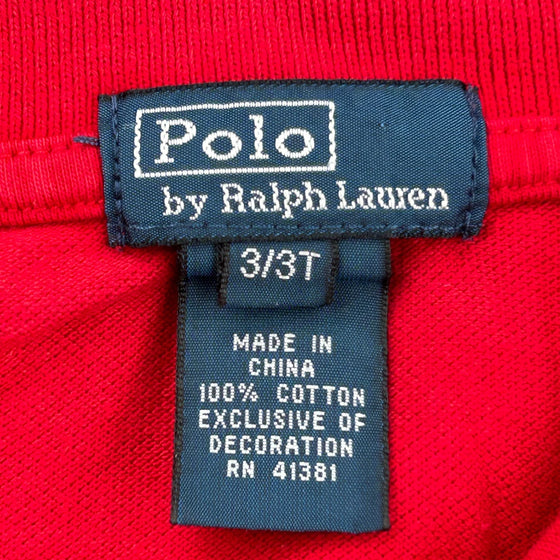 Polo
by Ralph Lauren
3/3T
MADE IN
CHINA
100% COTTON
EXCLUSIVE OF
DECORATION
RN 41381